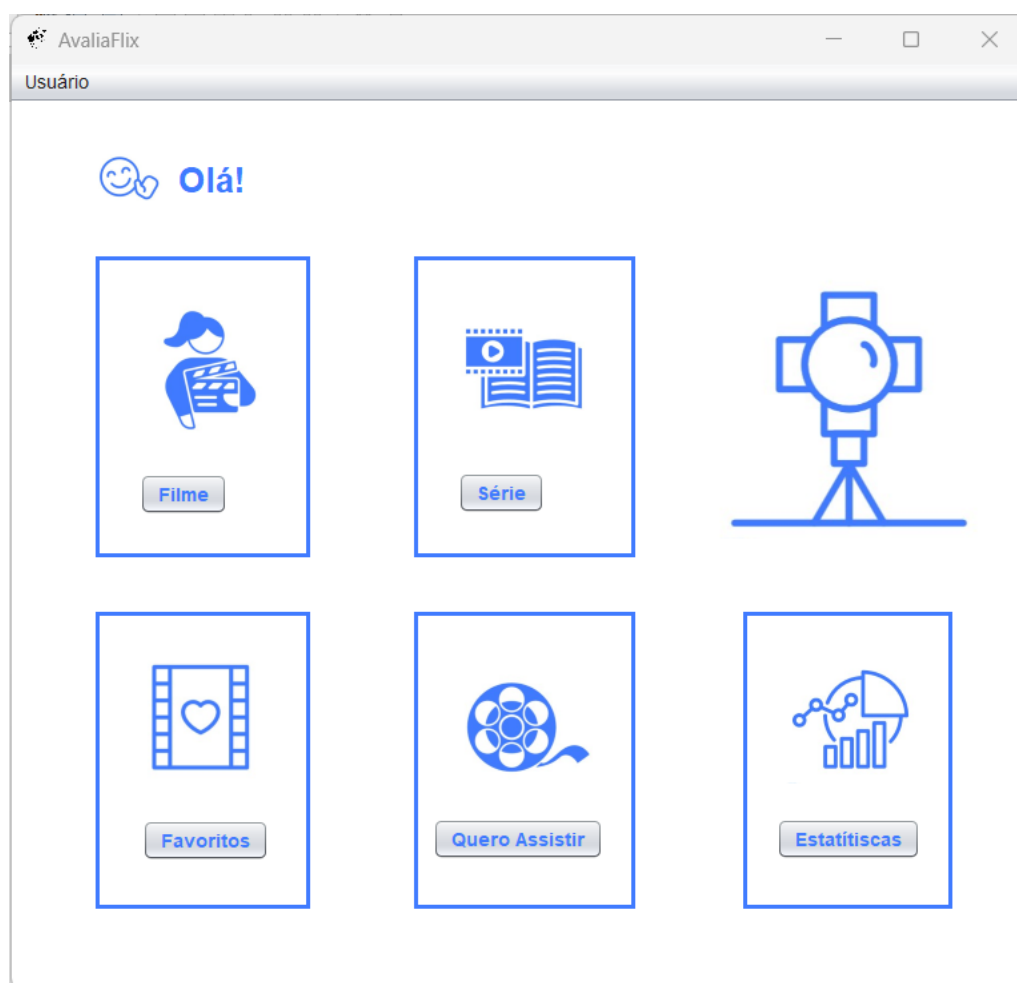 AvaliaFlix
Usuário
Olá!
Filme
Série
Favoritos
Quero Assistir
Estatítiscas